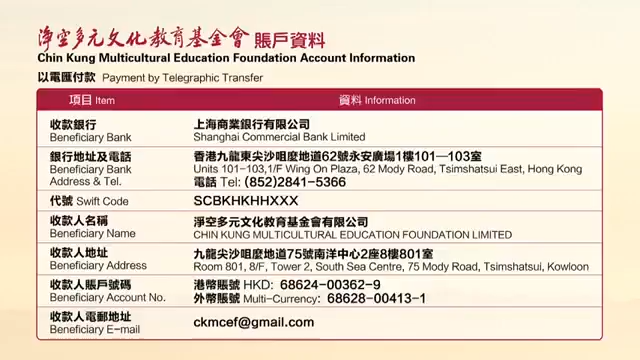 淨空多元文化教育基金會 賬戶資料
Chin Kung Multicultural Education Foundation Account Information
以電匯付款 Payment by Telegraphic Transfer
項目 Item 資料 Information
收款銀行 上海商業銀行有限公司
Beneficiary Bank Shanghai Commercial Bank Limited
銀行地址及電話 香港九龍東尖沙咀麼地道62號永安廣場1樓101—103室
Beneficiary Bank Units 101-103,1/F Wing On Plaza, 62 Mody Road, Tsimshatsui East, Hong Kong
Address & Tel. 電話 Tel: (852)2841-5366
代號 Swift Code SCBKHKHHXXX
收款人名稱 淨空多元文化教育基金會有限公司
Beneficiary Name CHIN KUNG MULTICULTURAL EDUCATION FOUNDATION LIMITED
收款人地址 九龍尖沙咀麼地道75號南洋中心2座8樓801室
Beneficiary Address Room 801, 8/F, Tower 2, South Sea Centre, 75 Mody Road, Tsimshatsui, Kowloon
收款人賬戶號碼 港幣賬號 HKD: 68624-00362-9
Beneficiary Account No. 外幣賬號 Multi-Currency: 68628-00413-1
收款人電郵地址 ckmcef@gmail.com
Beneficiary E-mail